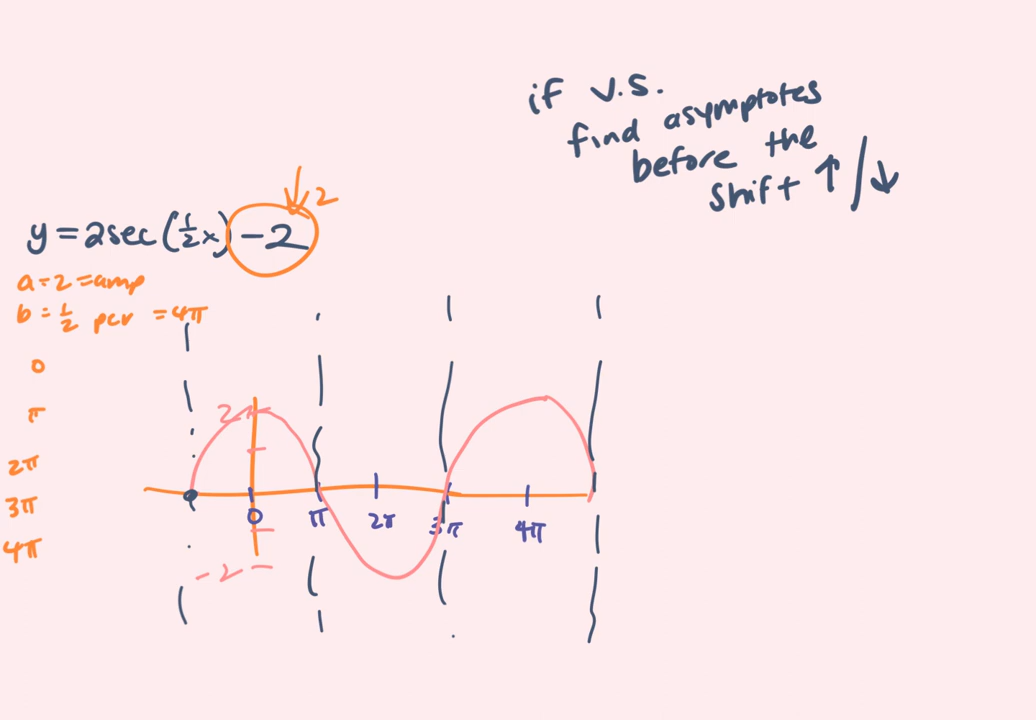 if v.s.
find asymptotes
before the
shift ↑/↓
↓ 2
y = 2sec(½x) - 2
a = 2 = amp
b = ½ per = 4π
0
π
2π
3π
4π
2
0 π 2π 3π 4π
-2